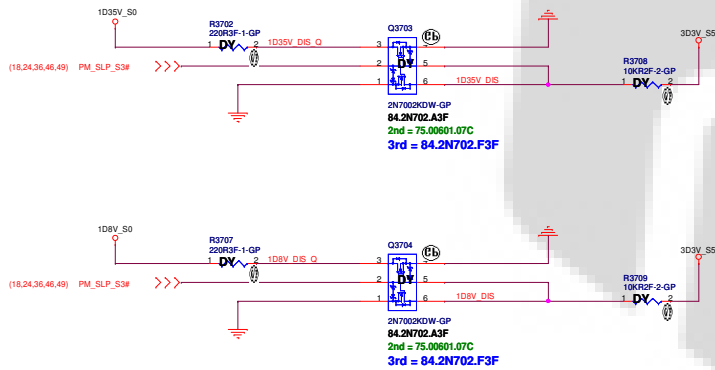 1D35V_S0
R3702
220R3F-1-GP
1 DY 2
1D35V_DIS_Q
Q3703
3
3D3V_S5
(18,24,36,46,49) PM_SLP_S3#
2
DY
5
R3708
10KR2F-2-GP
1
6
1D35V_DIS
1 DY 2
2N7002KDW-GP
84.2N702.A3F
2nd = 75.00601.07C
3rd = 84.2N702.F3F
1D8V_S0
R3707
220R3F-1-GP
1 DY 2
1D8V_DIS_Q
Q3704
3
3D3V_S5
(18,24,36,46,49) PM_SLP_S3#
2
DY
5
R3709
10KR2F-2-GP
1
6
1D8V_DIS
1 DY 2
2N7002KDW-GP
84.2N702.A3F
2nd = 75.00601.07C
3rd = 84.2N702.F3F